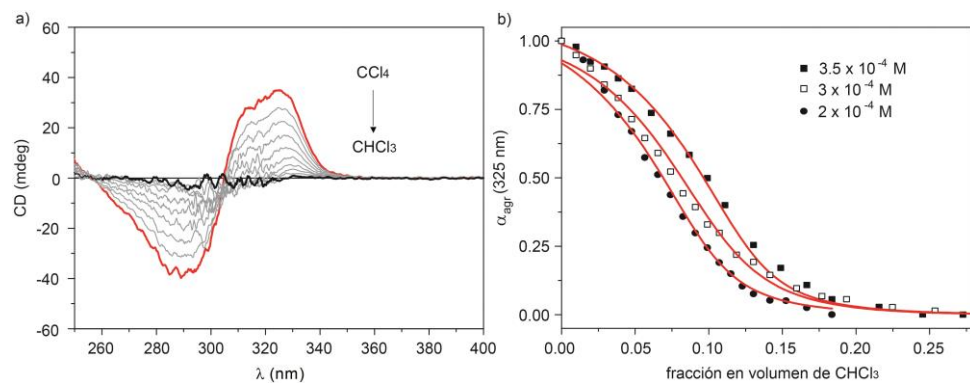 a)
60
40
20
0
-20
-40
-60
CD (mdeg)
CCl₄
CHCl₃
250 300 320 340 360 380 400
λ (nm)
b)
1.00
0.75
0.50
0.25
0.00
α agr (325 nm)
■ 3.5 x 10⁻⁴ M
□ 3 x 10⁻⁴ M
● 2 x 10⁻⁴ M
0.00 0.05 0.10 0.15 0.20 0.25
fracción en volumen de CHCl₃